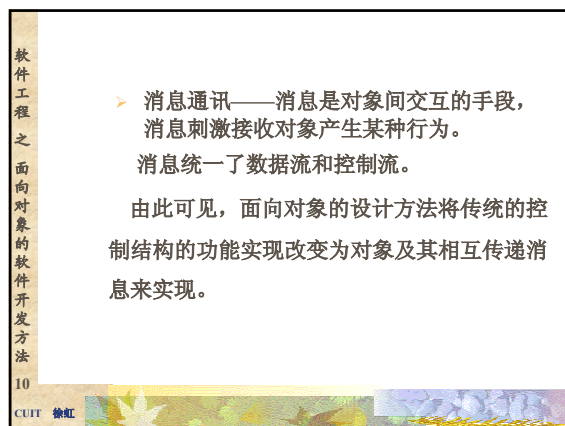 软件工程 之 面向对象的软件开发方法
10
CUIT 徐虹
➢ 消息通讯——消息是对象间交互的手段，
消息刺激接收对象产生某种行为。
消息统一了数据流和控制流。
由此可见，面向对象的设计方法将传统的控
制结构的功能实现改变为对象及其相互传递消
息来实现。